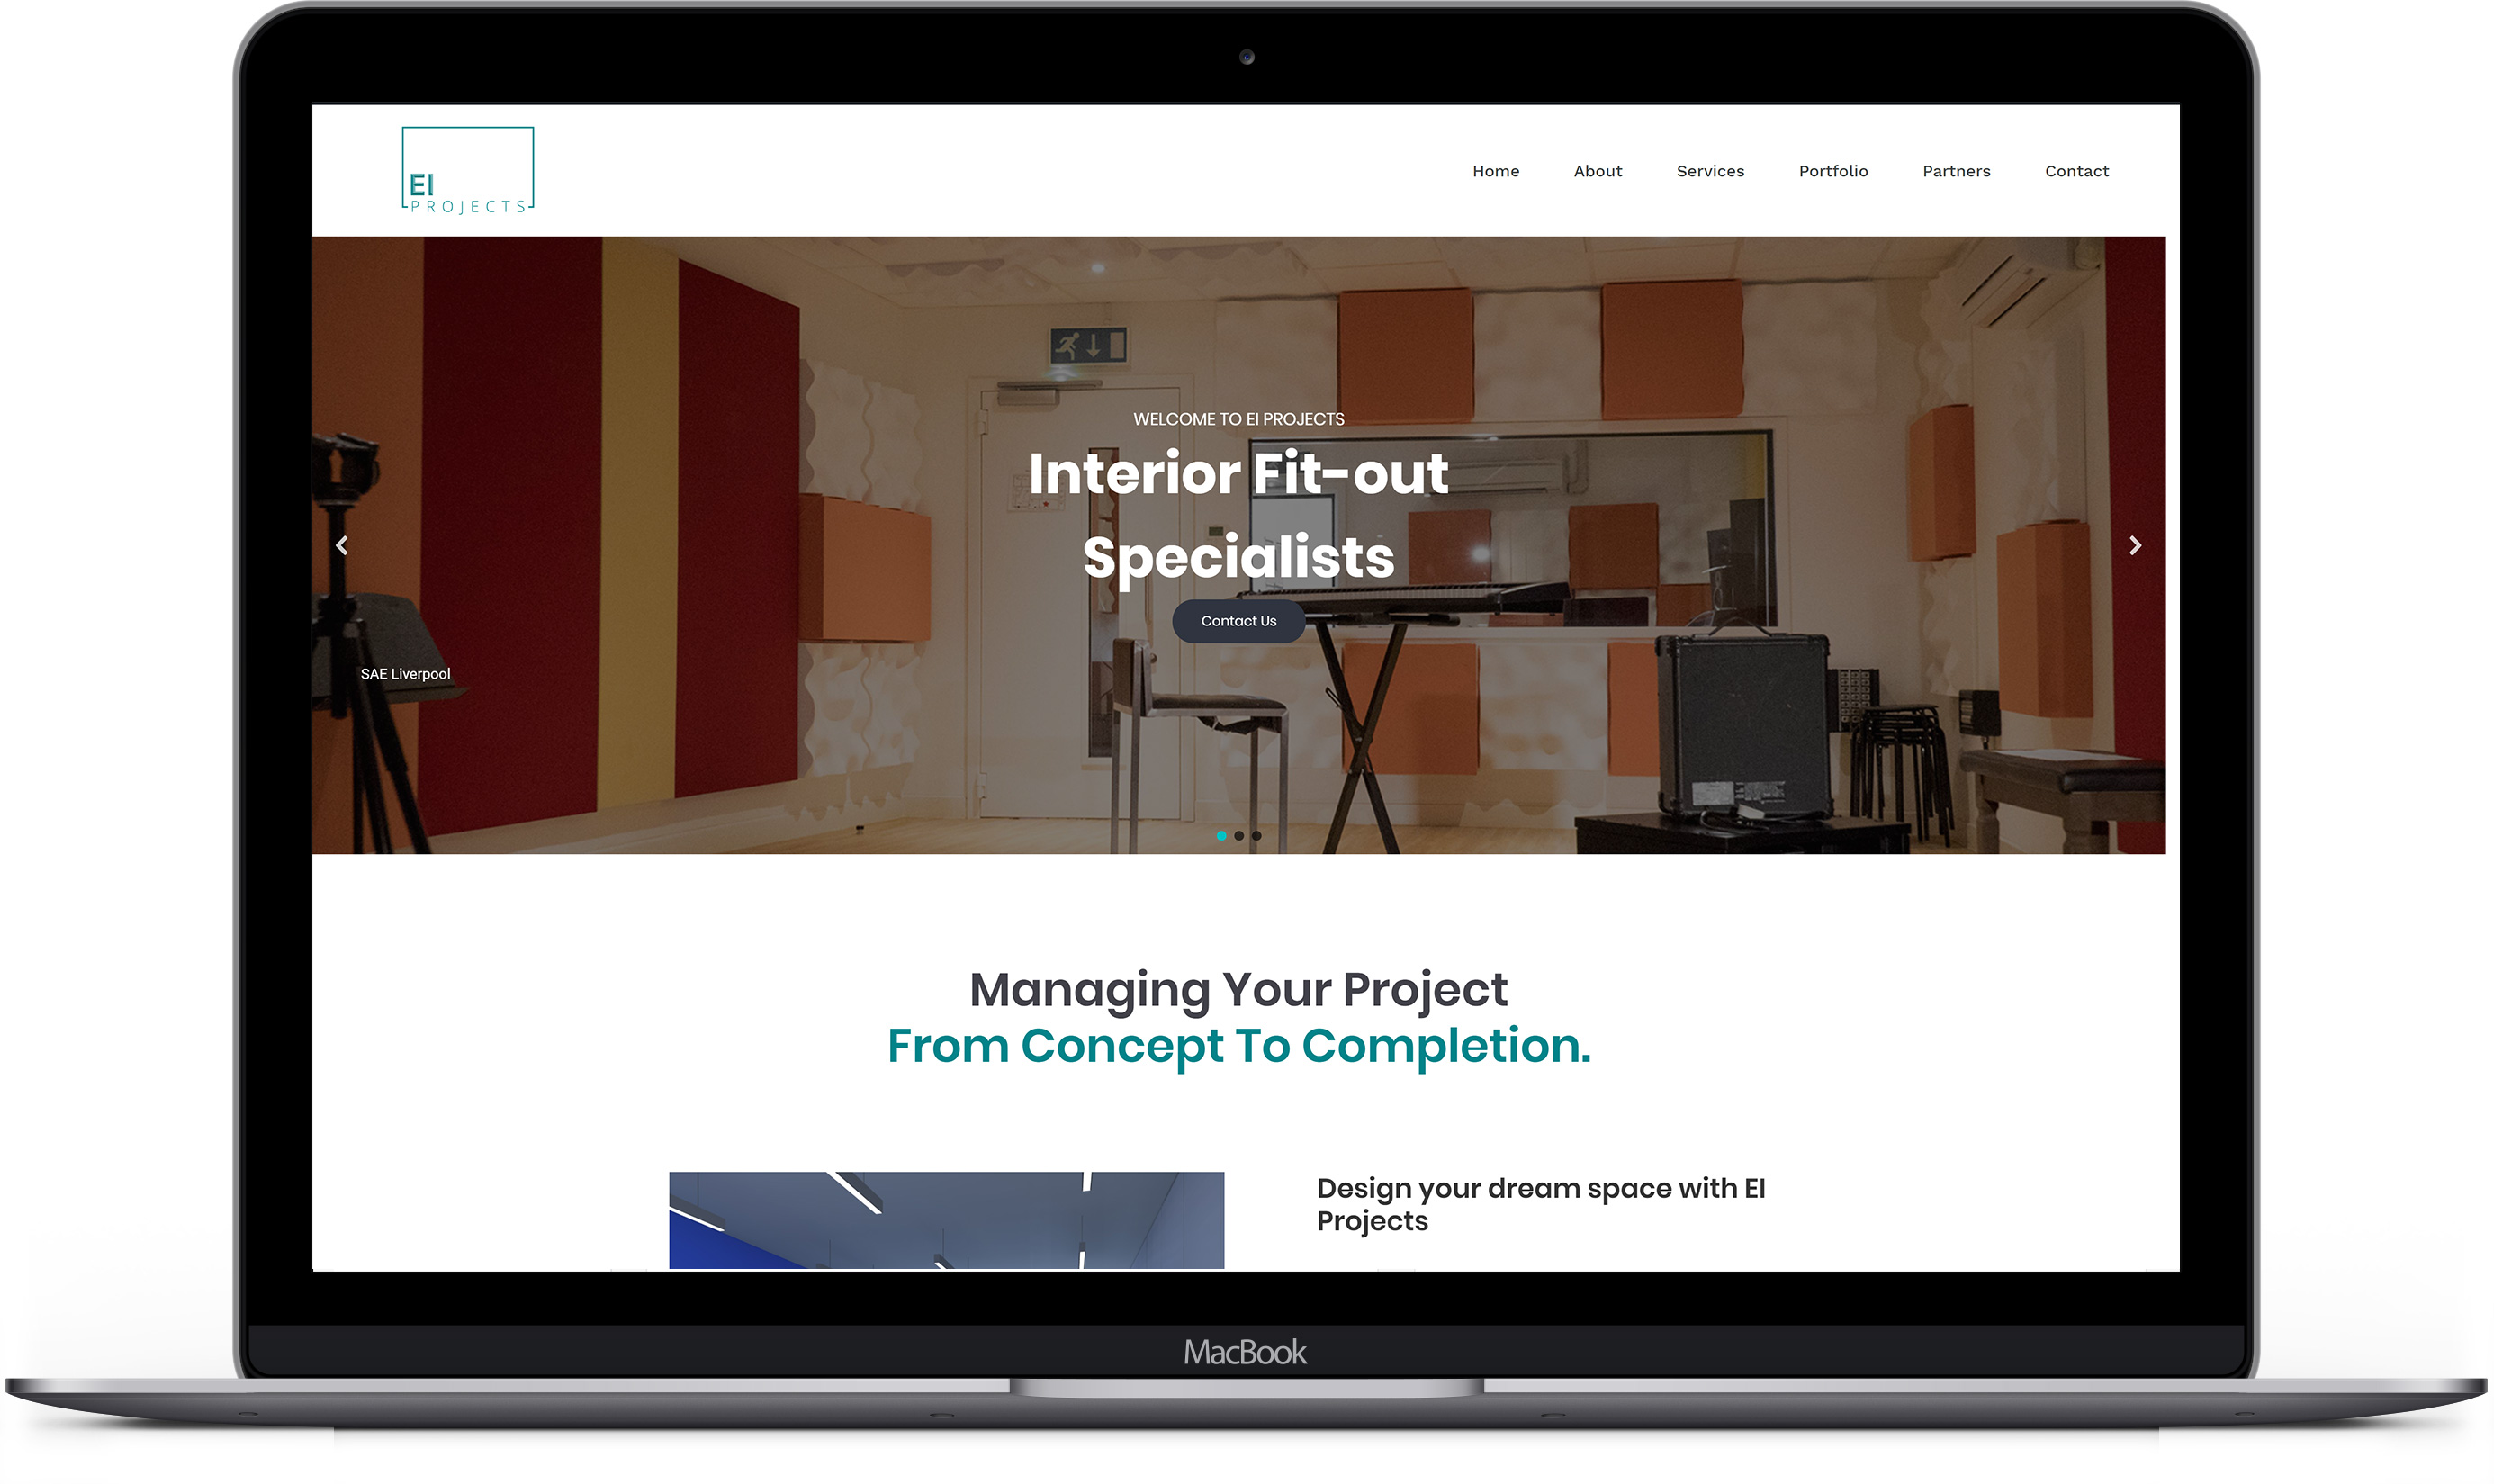 EI
PROJECTS
Home About Services Portfolio Partners Contact
WELCOME TO EI PROJECTS
Interior Fit-out
Specialists
Contact Us
SAE Liverpool
Managing Your Project
From Concept To Completion.
Design your dream space with EI
Projects
MacBook